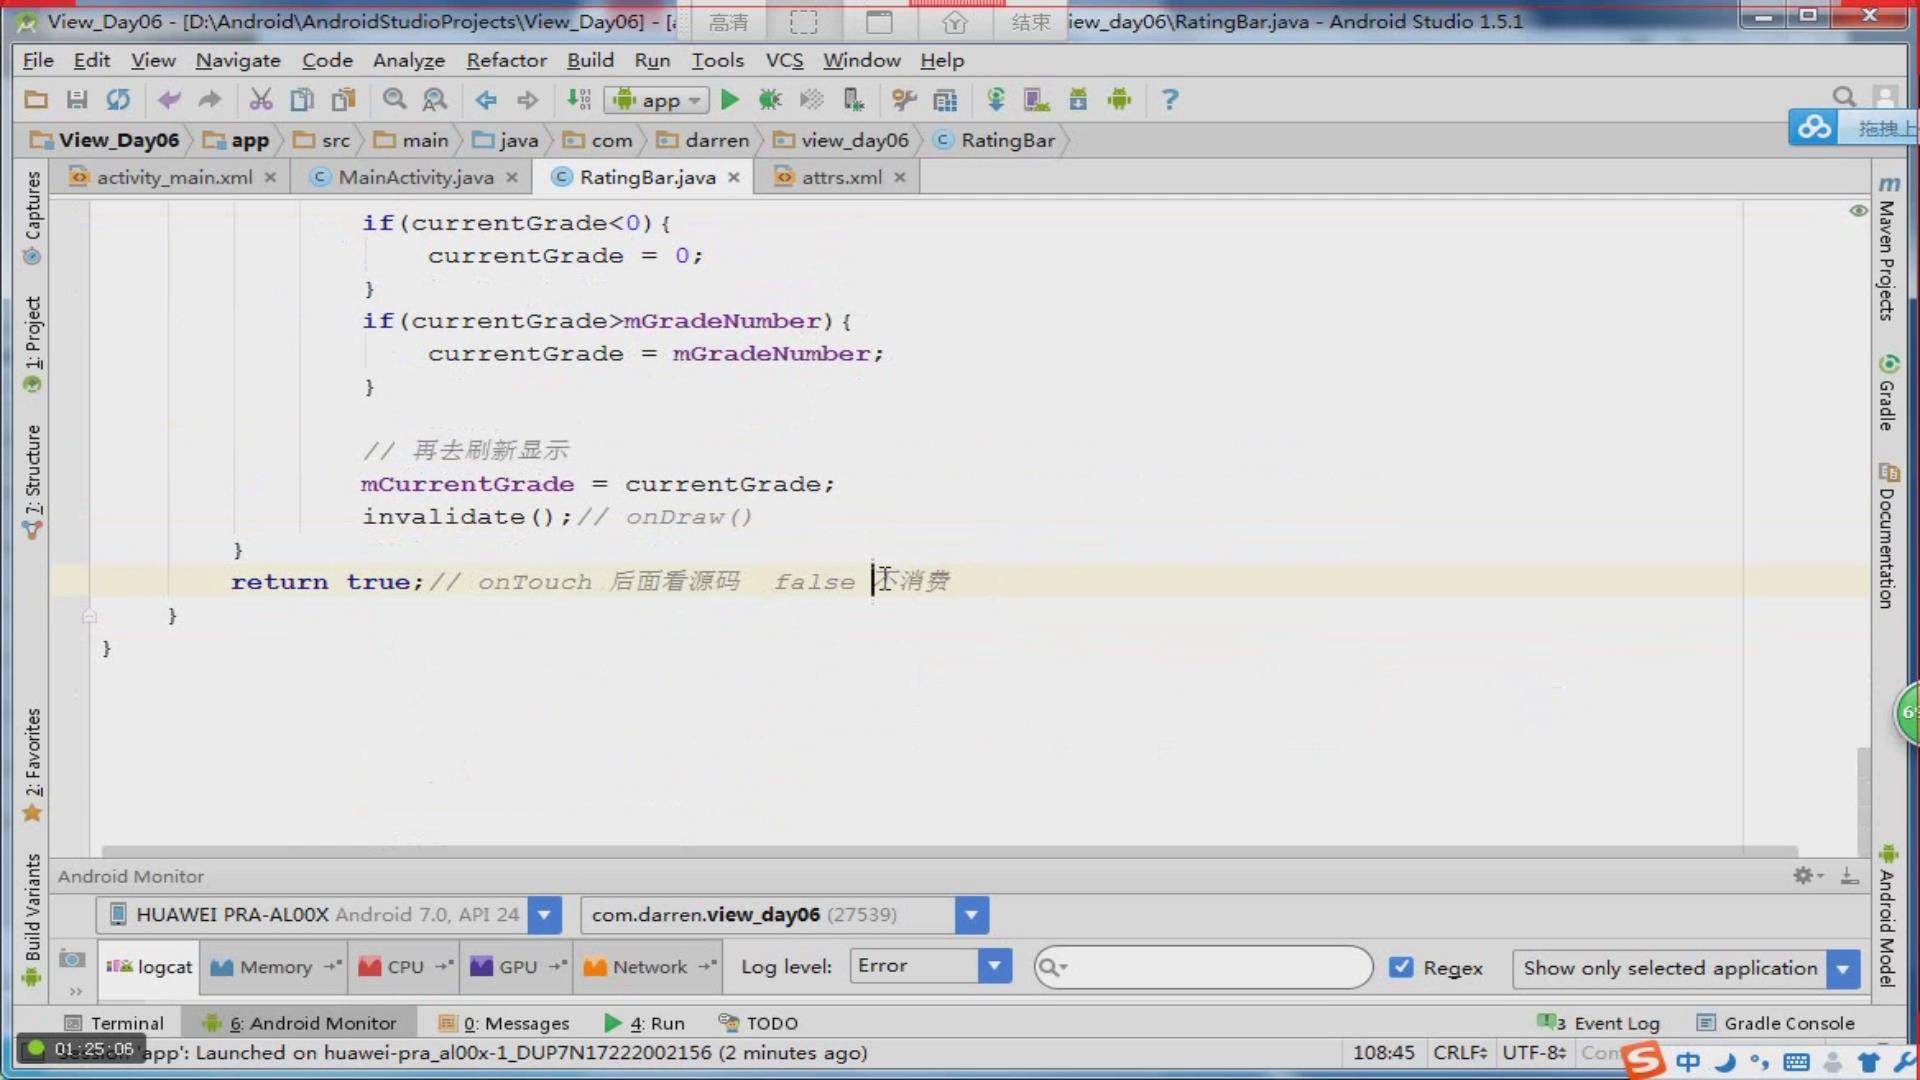 View_Day06 - [D:\Android\AndroidStudioProjects\View_Day06] - [
高清
结束
iew_day06\RatingBar.java - Android Studio 1.5.1
File Edit View Navigate Code Analyze Refactor Build Run Tools VCS Window Help
app
View_Day06 app src main java com darren view_day06 RatingBar
拖拽上
activity_main.xml MainActivity.java RatingBar.java attrs.xml
if(currentGrade<0){
currentGrade = 0;
}
if(currentGrade>mGradeNumber){
currentGrade = mGradeNumber;
}
// 再去刷新显示
mCurrentGrade = currentGrade;
invalidate();// onDraw()
}
return true;// onTouch 后面看源码 false 不消费
}
}
Captures
1: Project
7: Structure
2: Favorites
Build Variants
Maven Projects
Gradle
Documentation
Android Model
Android Monitor
HUAWEI PRA-AL00X Android 7.0, API 24
com.darren.view_day06 (27539)
logcat Memory CPU GPU Network Log level: Error Regex Show only selected application
Terminal 6: Android Monitor 0: Messages 4: Run TODO 3 Event Log Gradle Console
01:25:06 'app': Launched on huawei-pra_al00x-1_DUP7N17222002156 (2 minutes ago) 108:45 CRLF UTF-8 Con
中